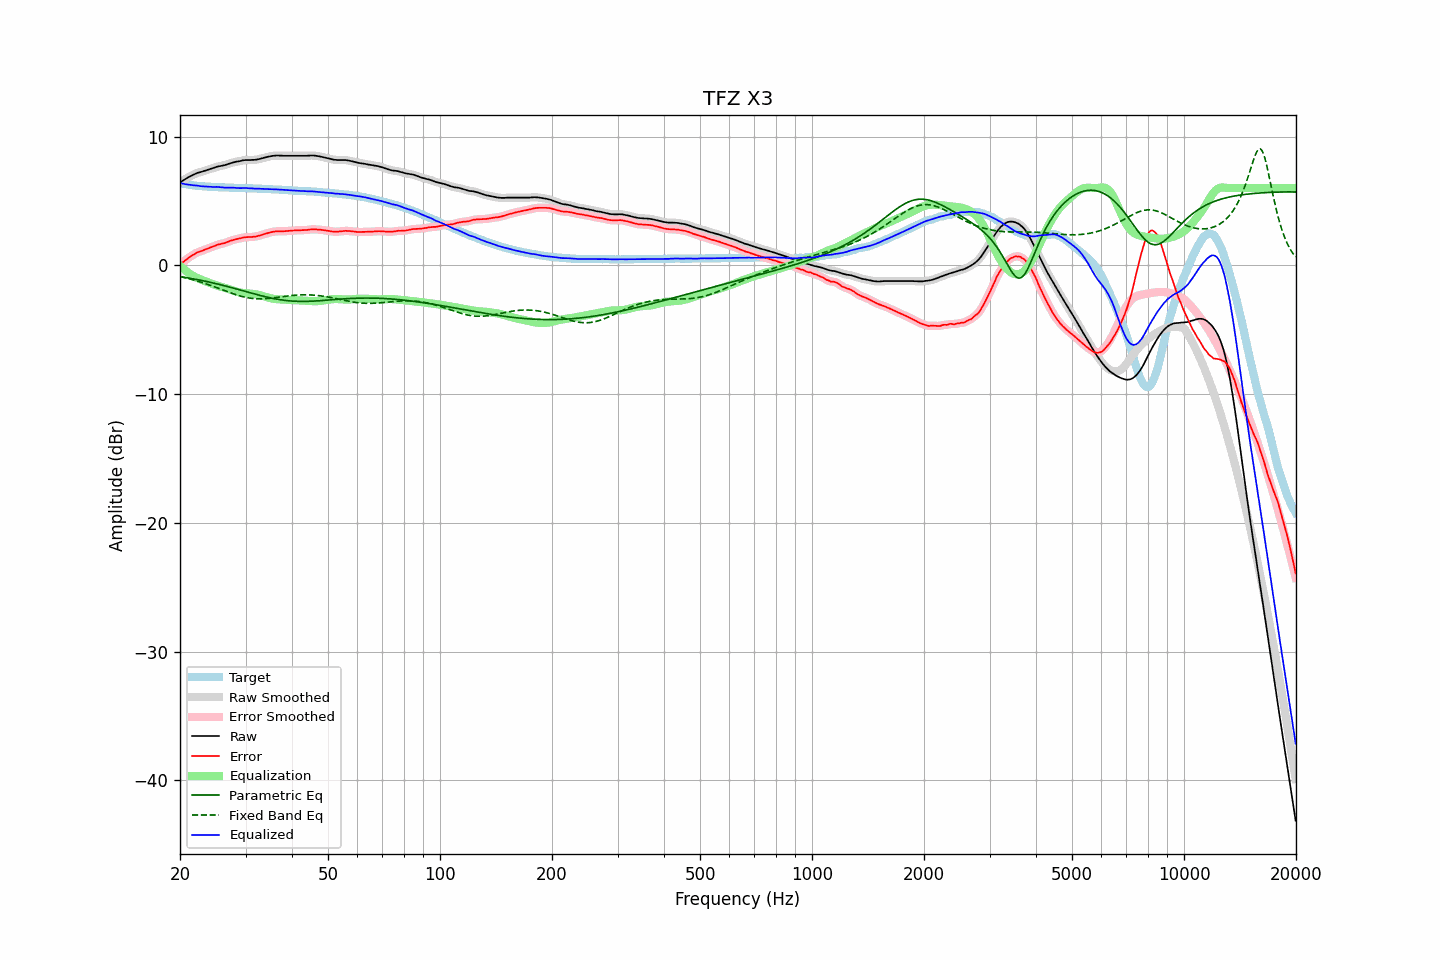 TFZ X3
10
0
−10
−20
−30
−40
Amplitude (dBr)
Target
Raw Smoothed
Error Smoothed
Raw
Error
Equalization
Parametric Eq
Fixed Band Eq
Equalized
20 50 100 200 500 1000 2000 5000 10000 20000
Frequency (Hz)